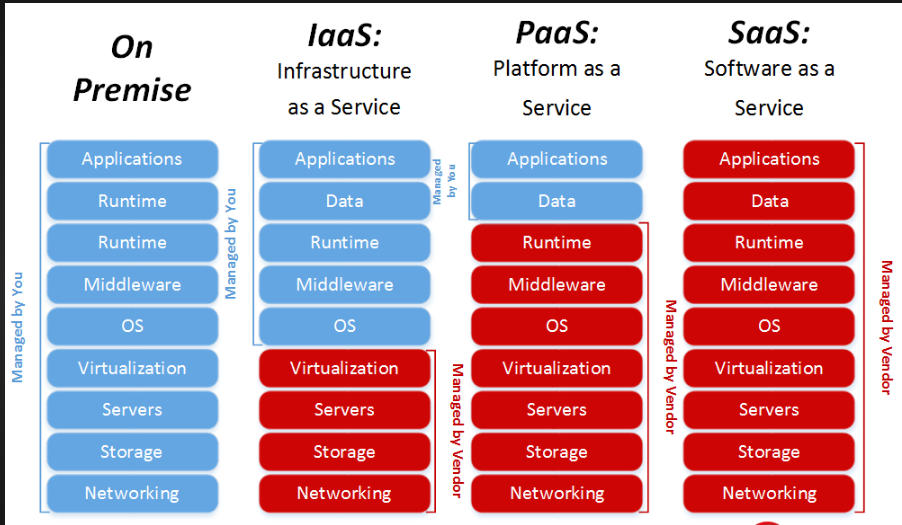 On
Premise
Managed by You
Applications
Runtime
Runtime
Middleware
OS
Virtualization
Servers
Storage
Networking
IaaS:
Infrastructure
as a Service
Managed by You
Applications
Data
Runtime
Middleware
OS
Virtualization
Servers
Storage
Networking
Managed by Vendor
PaaS:
Platform as a
Service
Managed
by You
Applications
Data
Runtime
Middleware
OS
Virtualization
Servers
Storage
Networking
Managed by Vendor
SaaS:
Software as a
Service
Applications
Data
Runtime
Middleware
OS
Virtualization
Servers
Storage
Networking
Managed by Vendor